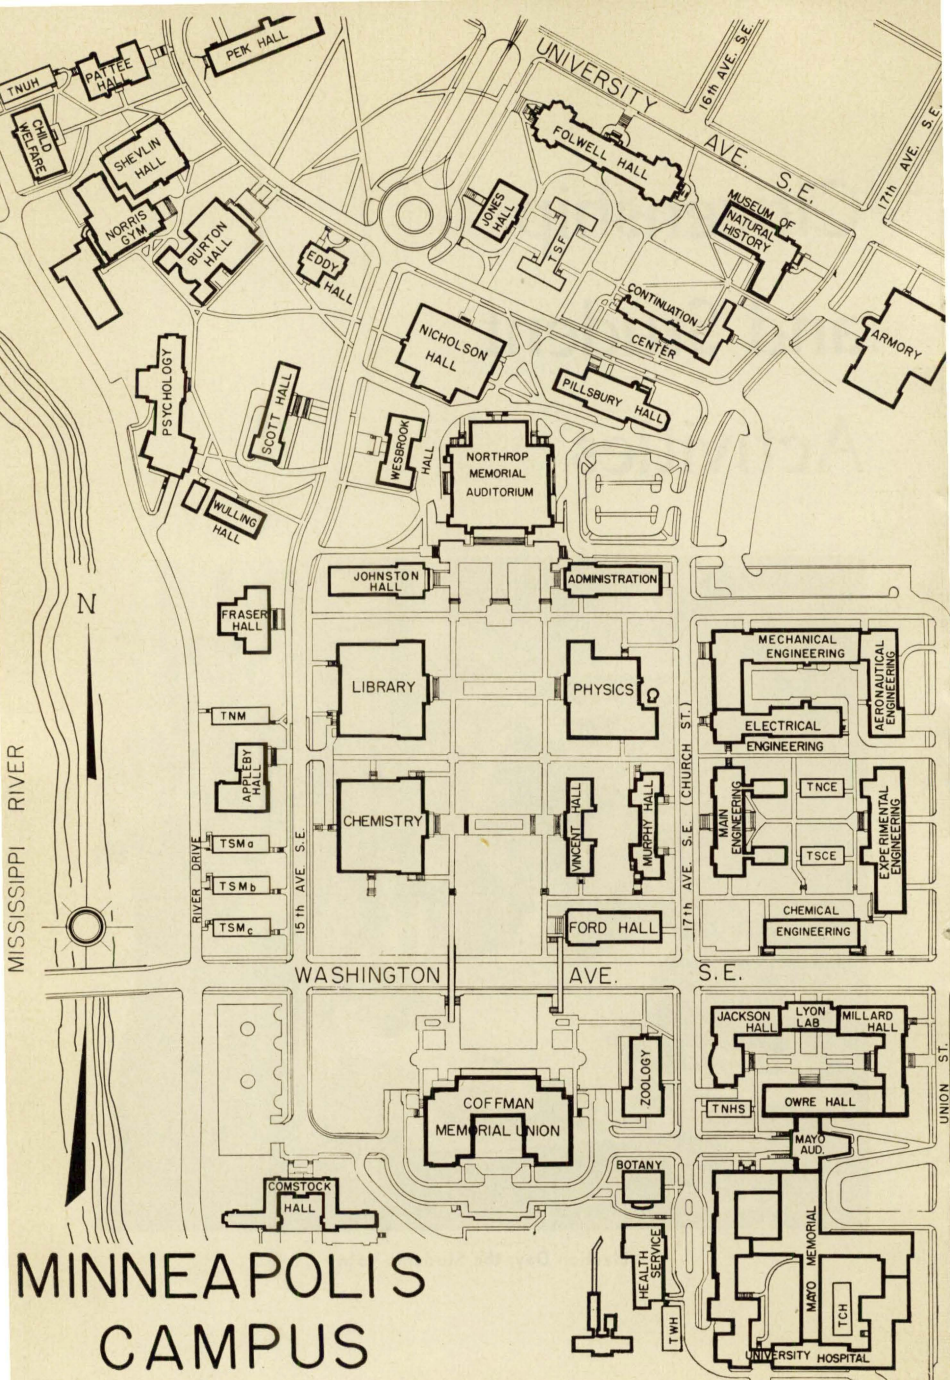 PEIK HALL
UNIVERSITY
AVE.
S. E.
16th AVE. S.E.
17th AVE. S.E.
TNUH
PATTEE
HALL
CHILD
WELFARE
SHEVLIN
HALL
NORRIS
GYM
BURTON
HALL
EDDY
HALL
JONES
HALL
FOLWELL HALL
T.S.F.
MUSEUM OF
NATURAL
HISTORY
CONTINUATION
CENTER
ARMORY
NICHOLSON
HALL
PILLSBURY HALL
PSYCHOLOGY
SCOTT HALL
WESBROOK
HALL
NORTHROP
MEMORIAL
AUDITORIUM
WULLING
HALL
JOHNSTON
HALL
ADMINISTRATION
N
FRASER
HALL
LIBRARY
PHYSICS
MECHANICAL
ENGINEERING
AERONAUTICAL
ENGINEERING
ELECTRICAL
ENGINEERING
TNM
APPLEBY
HALL
CHEMISTRY
VINCENT HALL
MURPHY HALL
17th AVE. S.E. (CHURCH ST.)
MAIN
ENGINEERING
TNCE
TSCE
EXPERIMENTAL
ENGINEERING
MISSISSIPPI RIVER
RIVER DRIVE
TSMa
TSMb
TSMc
15th AVE. S.E.
FORD HALL
CHEMICAL
ENGINEERING
WASHINGTON AVE. S.E.
JACKSON
HALL
LYON
LAB
MILLARD
HALL
UNION ST.
ZOOLOGY
COFFMAN
MEMORIAL UNION
TNHS
OWRE HALL
MAYO
AUD.
BOTANY
COMSTOCK
HALL
HEALTH
SERVICE
TWH
MAYO MEMORIAL
TCH
UNIVERSITY HOSPITAL
MINNEAPOLIS
CAMPUS